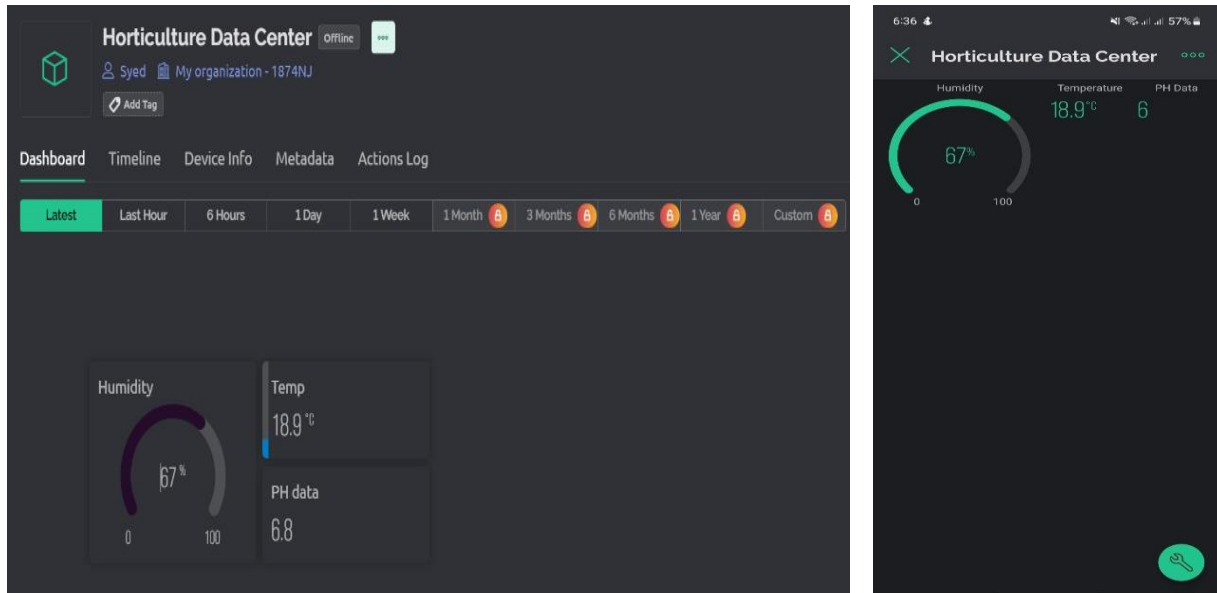 Horticulture Data Center Offline
Syed My organization - 1874NJ
Add Tag
Dashboard Timeline Device Info Metadata Actions Log
Latest Last Hour 6 Hours 1 Day 1 Week 1 Month 3 Months 6 Months 1 Year Custom
Humidity
67%
0 100
Temp
18.9 °C
PH data
6.8
6:36 57%
Horticulture Data Center
Humidity Temperature PH Data
18.9°C 6
67%
0 100